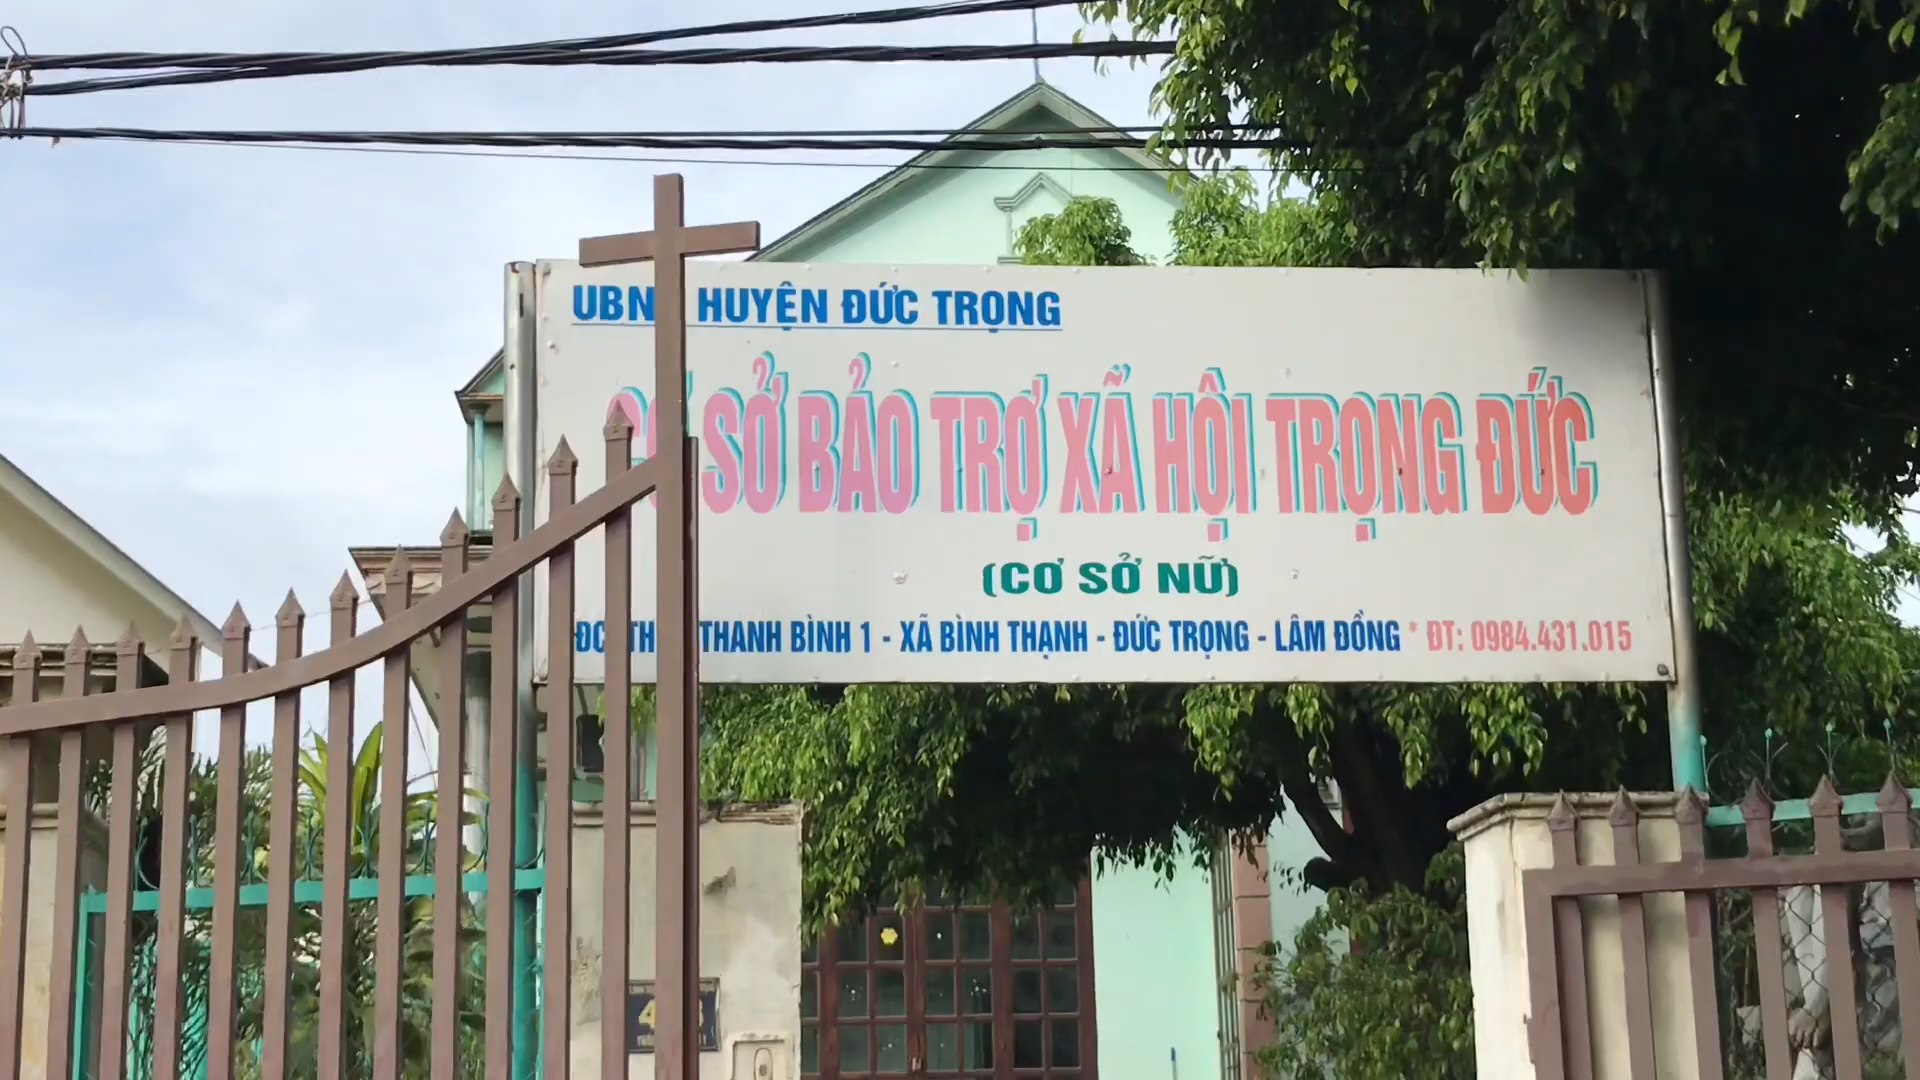 UBN HUYỆN ĐỨC TRỌNG
CƠ SỞ BẢO TRỢ XÃ HỘI TRỌNG ĐỨC
(CƠ SỞ NỮ)
THANH BÌNH 1 - XÃ BÌNH THẠNH - ĐỨC TRỌNG - LÂM ĐỒNG * ĐT: 0984.431.015